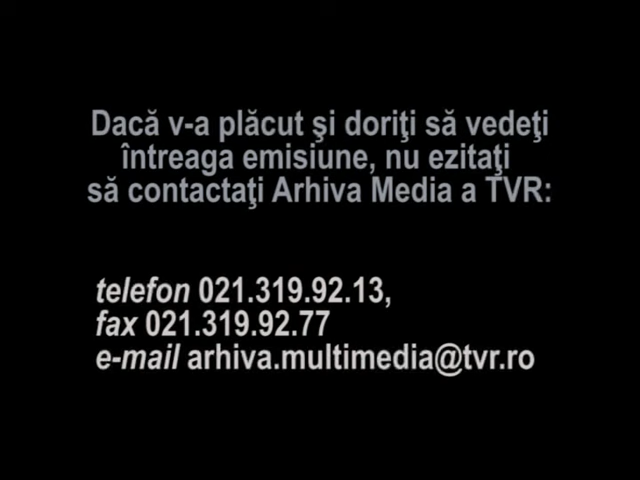 Dacă v-a plăcut şi doriţi să vedeţi
întreaga emisiune, nu ezitaţi
să contactaţi Arhiva Media a TVR:
telefon 021.319.92.13,
fax 021.319.92.77
e-mail arhiva.multimedia@tvr.ro